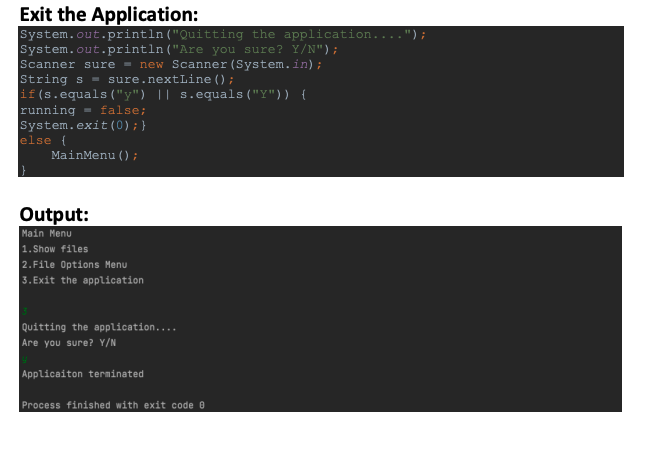 Exit the Application:
System.out.println("Quitting the application....");
System.out.println("Are you sure? Y/N");
Scanner sure = new Scanner(System.in);
String s = sure.nextLine();
if(s.equals("y") || s.equals("Y")) {
running = false;
System.exit(0);}
else {
MainMenu();
}
Output:
Main Menu
1.Show files
2.File Options Menu
3.Exit the application
Quitting the application....
Are you sure? Y/N
Applicaiton terminated
Process finished with exit code 0